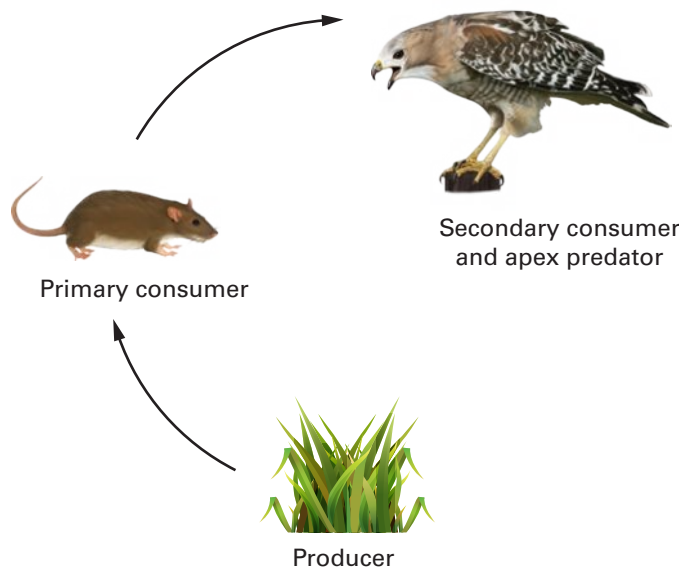 Secondary consumer
and apex predator
Primary consumer
Producer